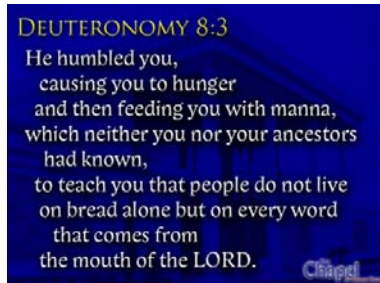 DEUTERONOMY 8:3
He humbled you,
causing you to hunger
and then feeding you with manna,
which neither you nor your ancestors
had known,
to teach you that people do not live
on bread alone but on every word
that comes from
the mouth of the LORD.
Chapel